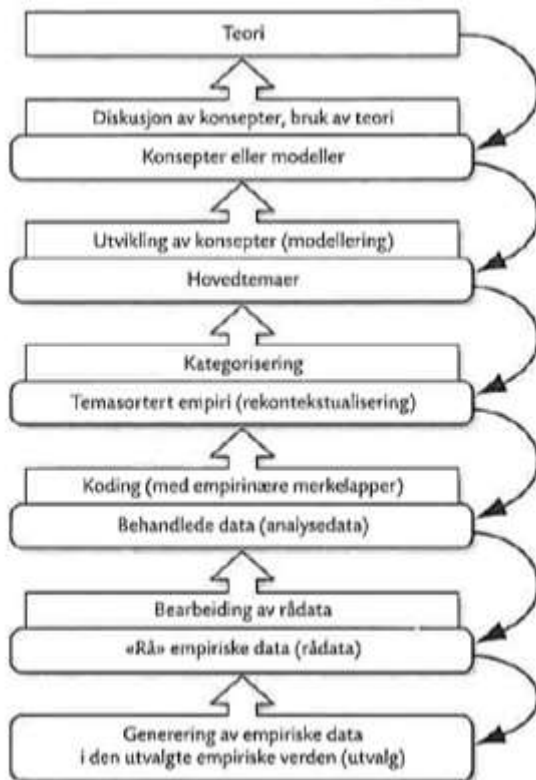 Teori
Diskusjon av konsepter, bruk av teori
Konsepter eller modeller
Utvikling av konsepter (modellering)
Hovedtemaer
Kategorisering
Temasortert empiri (rekontekstualisering)
Koding (med empirinære merkelapper)
Behandlede data (analysedata)
Bearbeiding av rådata
«Rå» empiriske data (rådata)
Generering av empiriske data
i den utvalgte empiriske verden (utvalg)